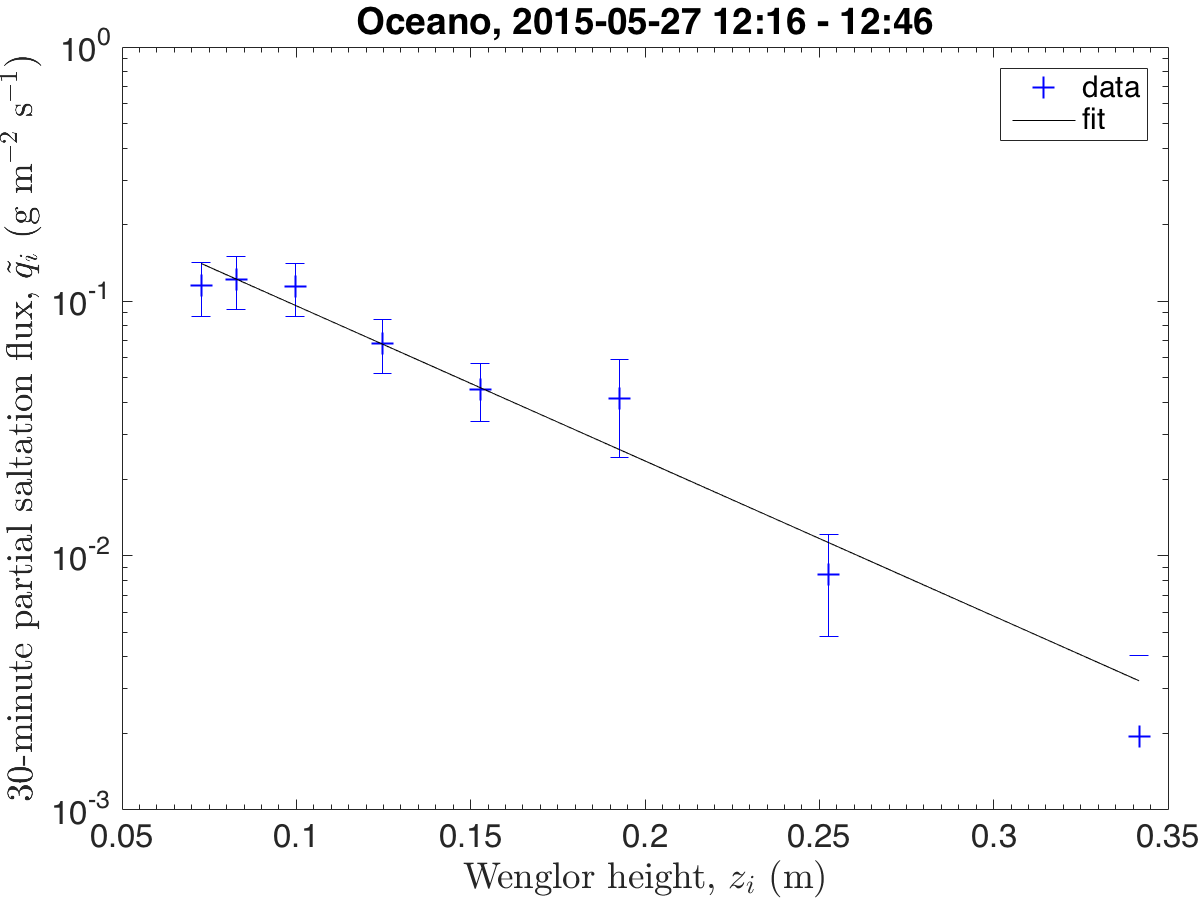 Oceano, 2015-05-27 12:16 - 12:46
10^0
10^-1
10^-2
10^-3
30-minute partial saltation flux, q̃_i (g m^−2 s^−1)
data
fit
0.05 0.1 0.15 0.2 0.25 0.3 0.35
Wenglor height, z_i (m)